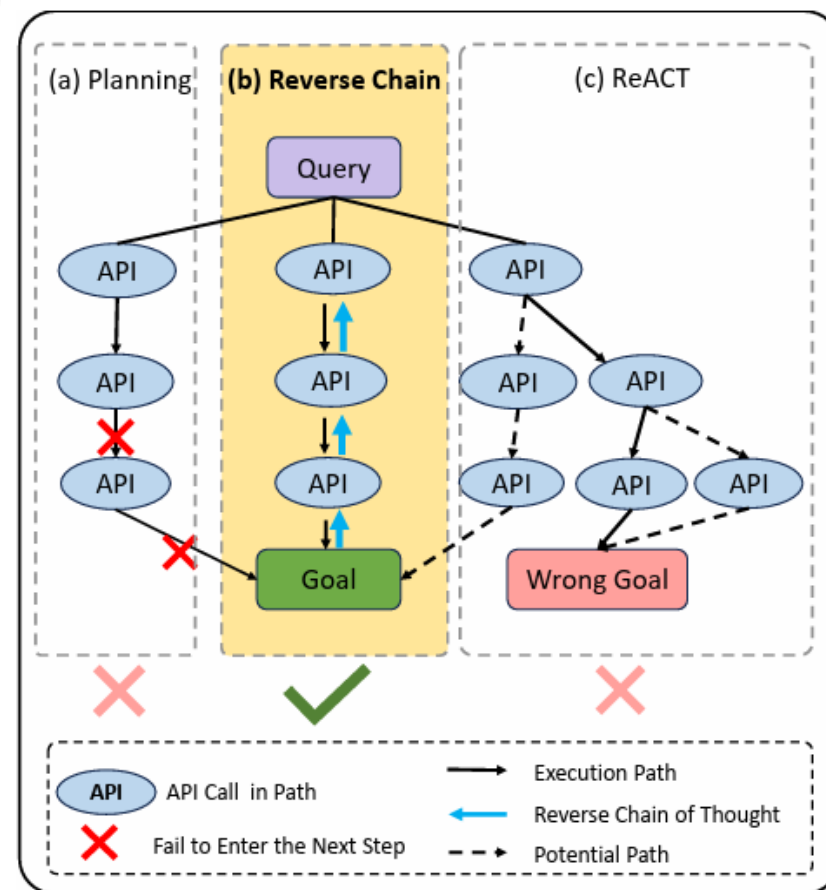 (a) Planning
(b) Reverse Chain
(c) ReACT
Query
API
API
API
API
API
API
API
API
API
API
API
API
Goal
Wrong Goal
API
API Call in Path
Fail to Enter the Next Step
Execution Path
Reverse Chain of Thought
Potential Path